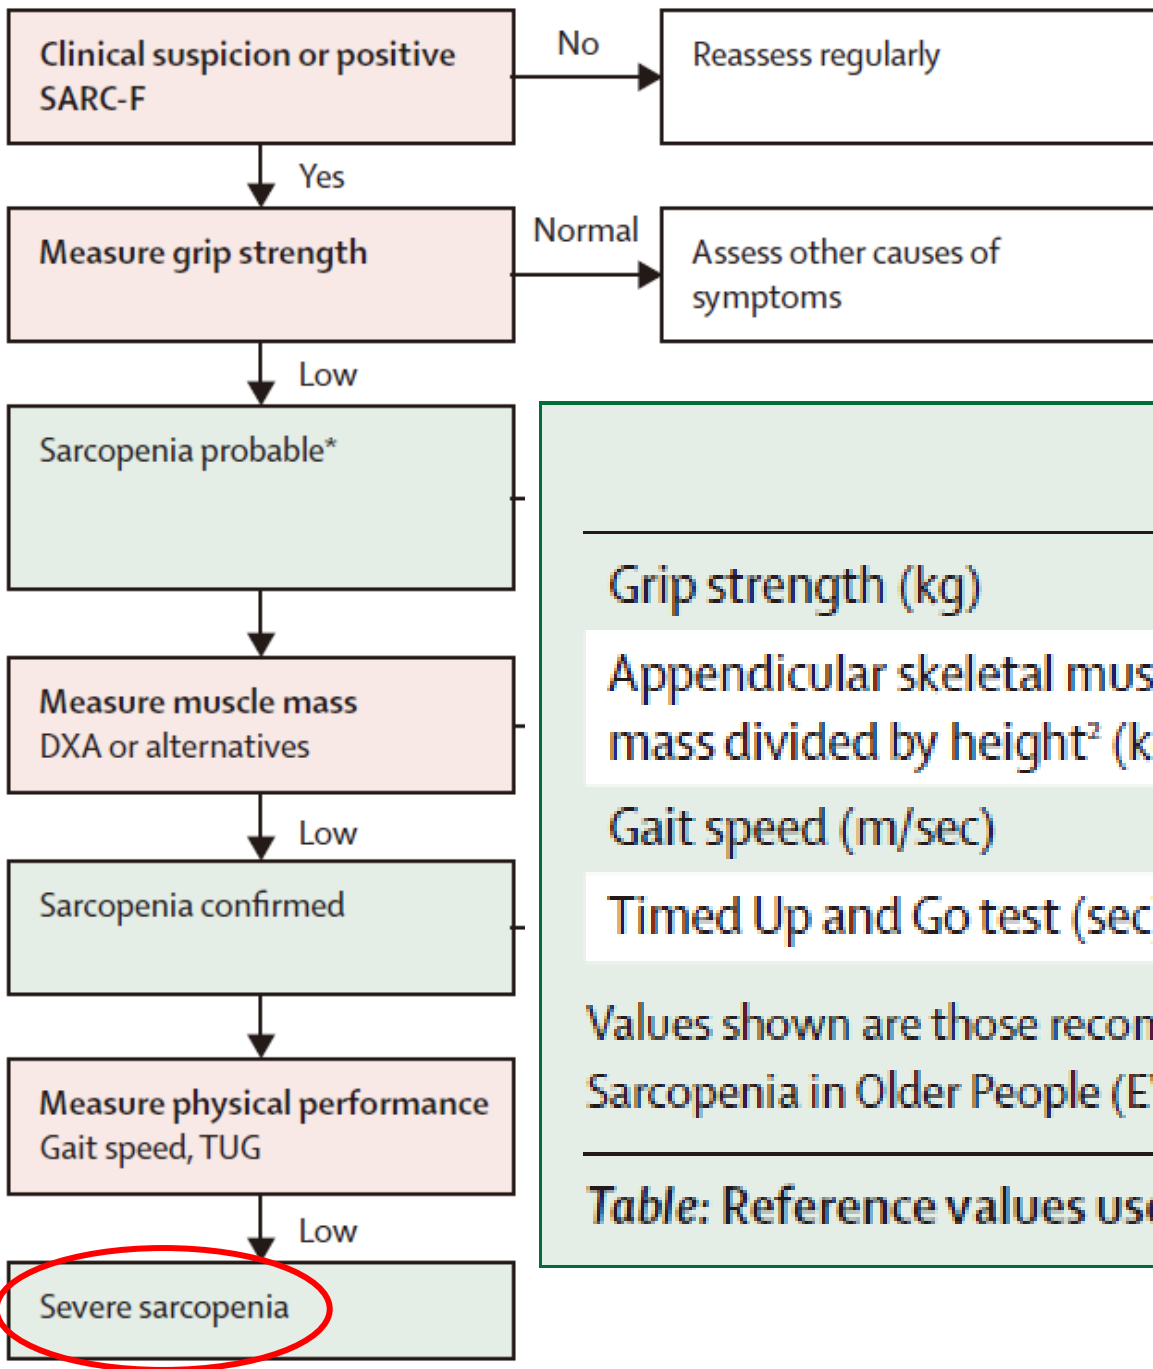 Clinical suspicion or positive
SARC-F
No
Reassess regularly
Yes
Measure grip strength
Normal
Assess other causes of
symptoms
Low
Sarcopenia probable*
Measure muscle mass
DXA or alternatives
Low
Sarcopenia confirmed
Measure physical performance
Gait speed, TUG
Low
Severe sarcopenia
Grip strength (kg)
Appendicular skeletal mus
mass divided by height² (k
Gait speed (m/sec)
Timed Up and Go test (sec)
Values shown are those recom
Sarcopenia in Older People (E
Table: Reference values use